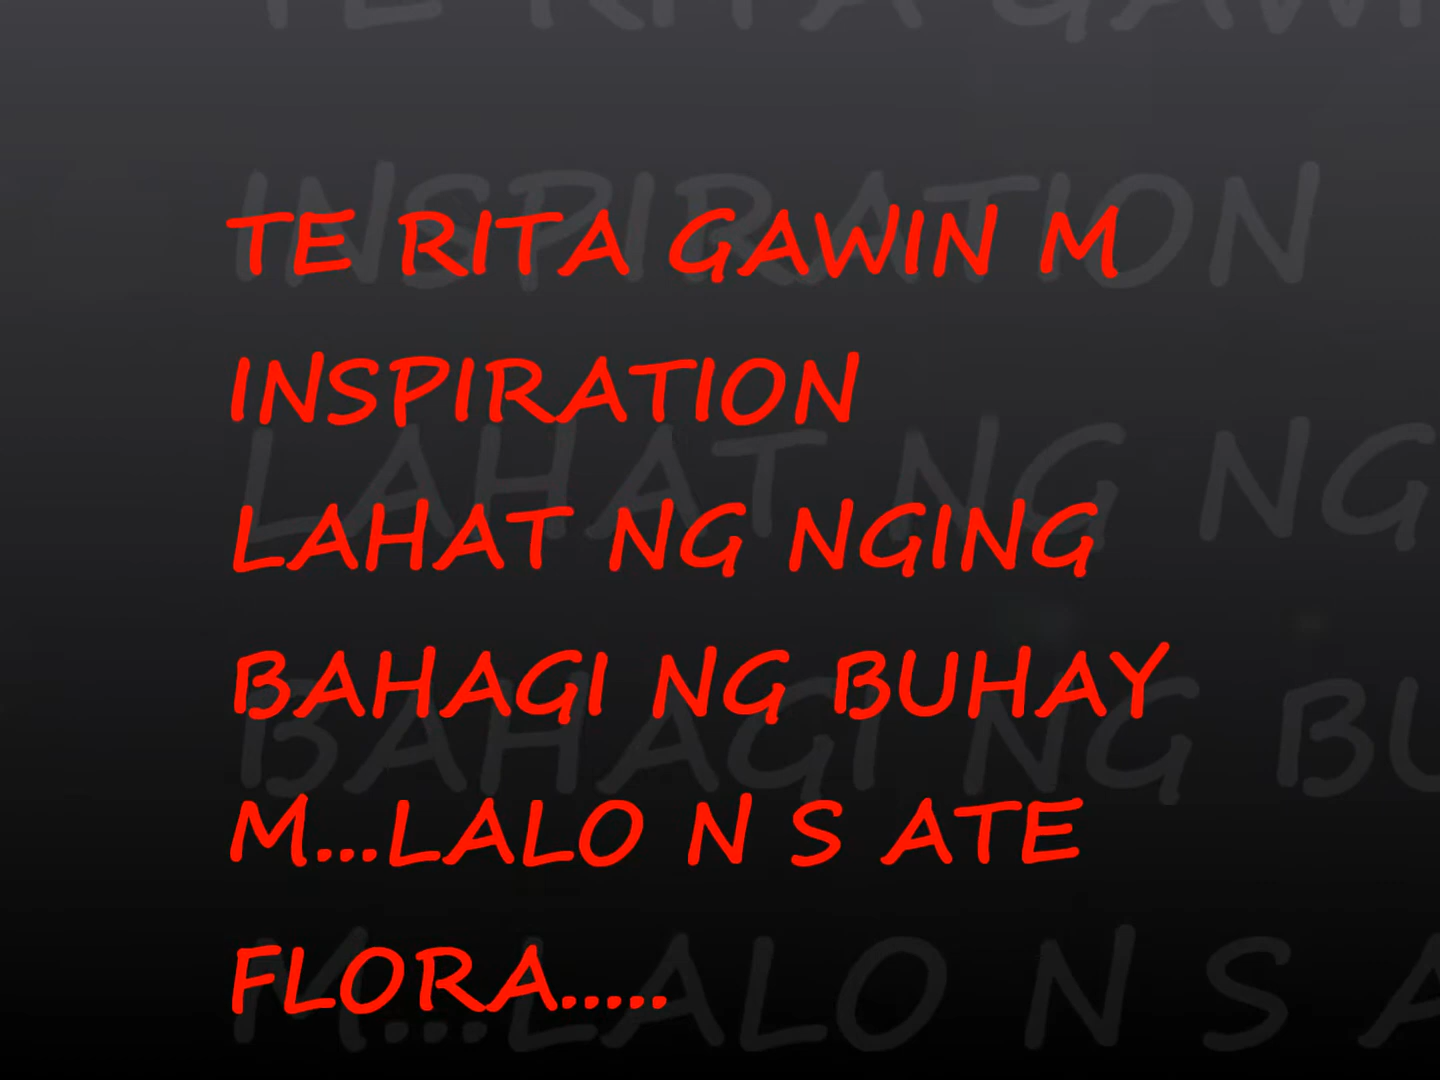 TE RITA GAWIN M
INSPIRATION
LAHAT NG NGING
BAHAGI NG BUHAY
M...LALO N S ATE
FLORA.....